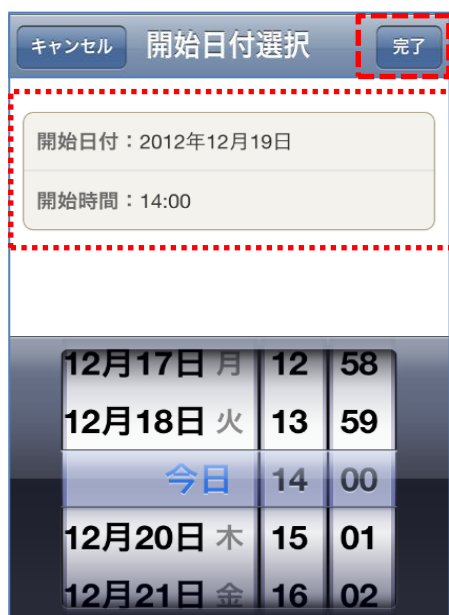 キャンセル 開始日付選択 完了
開始日付：2012年12月19日
開始時間：14:00
12月17日 月 12 58
12月18日 火 13 59
今日 14 00
12月20日 木 15 01
12月21日 金 16 02